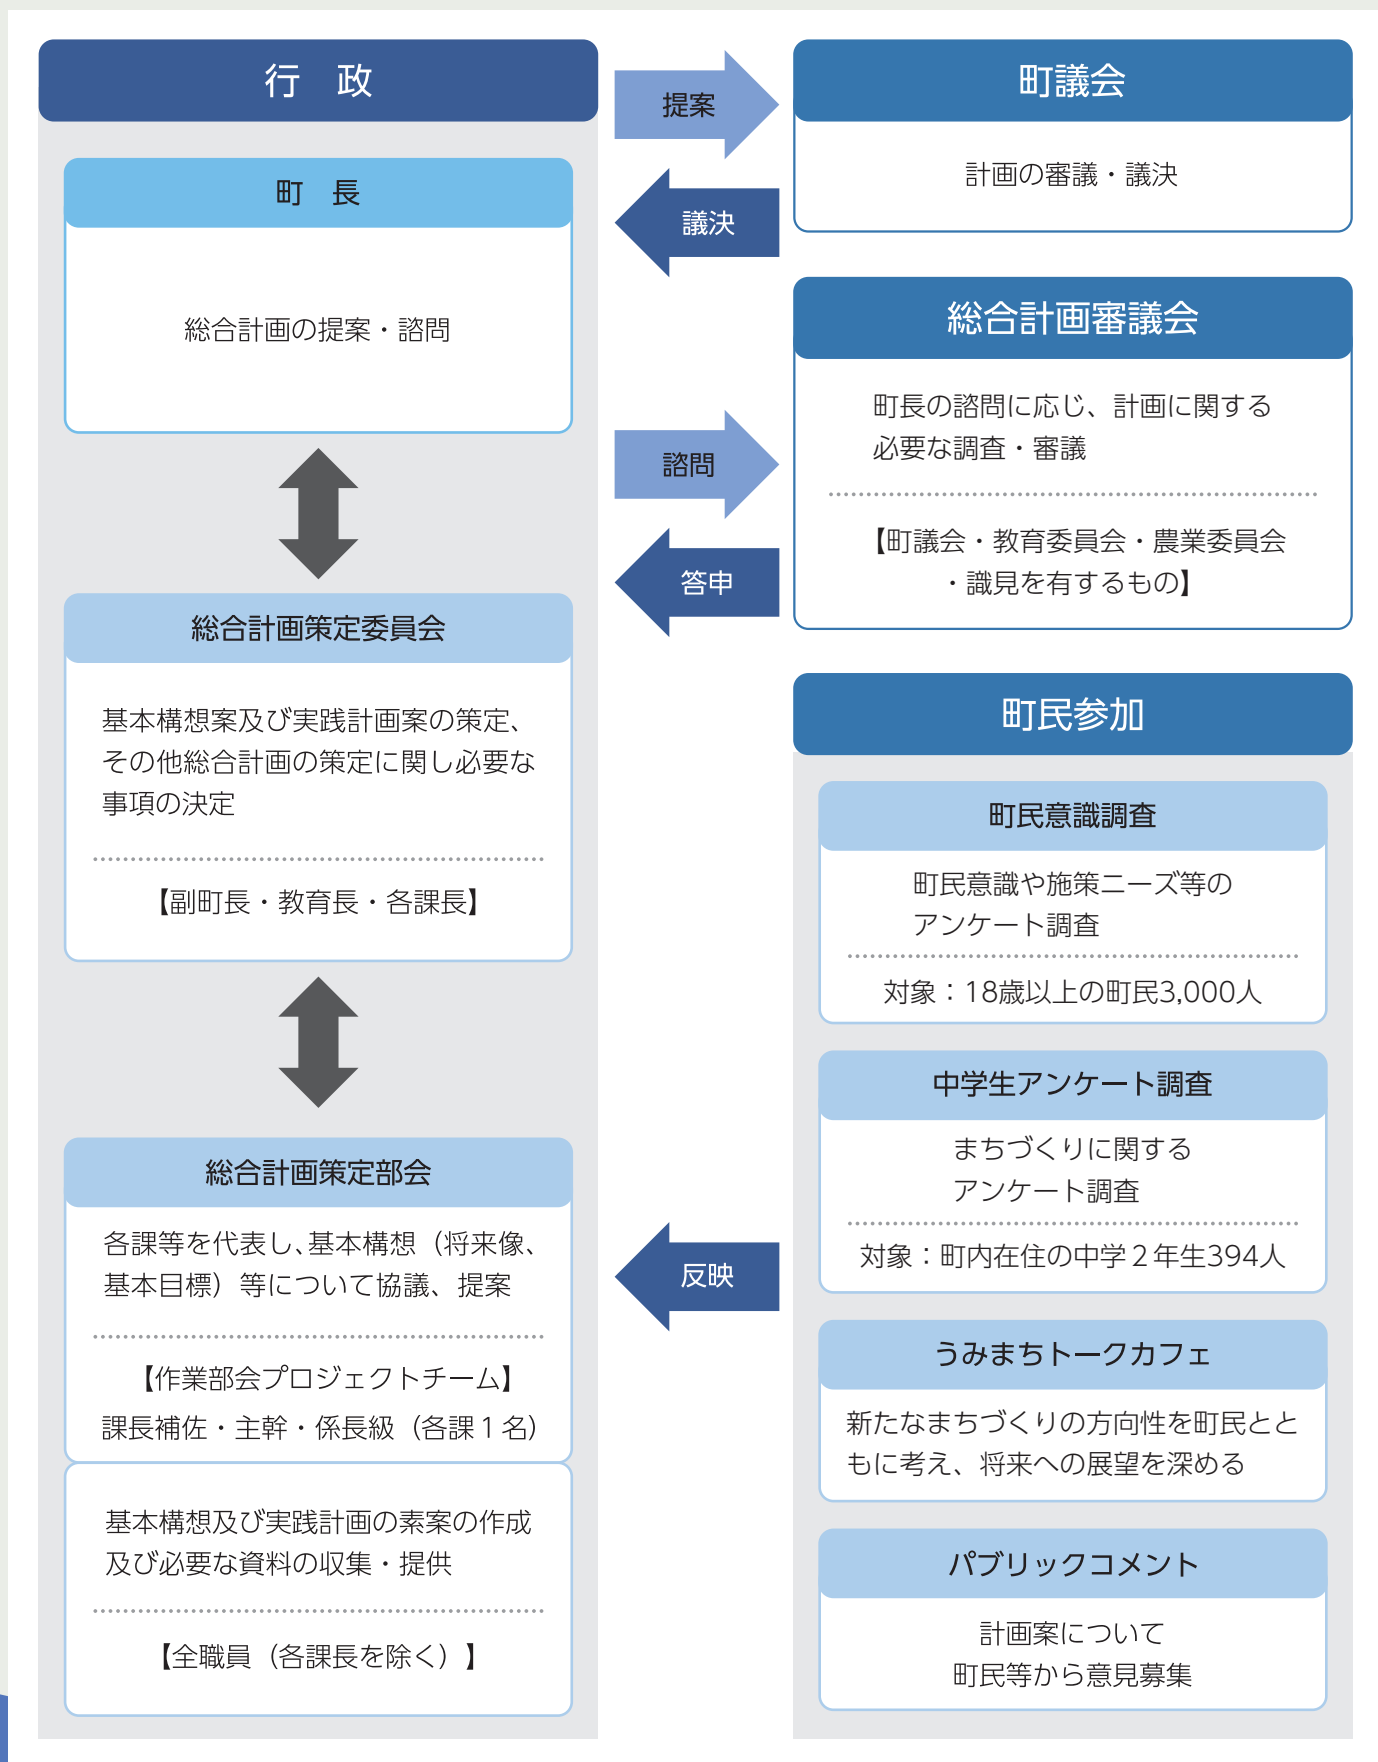 行　政
町　長
総合計画の提案・諮問
総合計画策定委員会
基本構想案及び実践計画案の策定、
その他総合計画の策定に関し必要な
事項の決定
【副町長・教育長・各課長】
総合計画策定部会
各課等を代表し、基本構想（将来像、
基本目標）等について協議、提案
【作業部会プロジェクトチーム】
課長補佐・主幹・係長級（各課１名）
基本構想及び実践計画の素案の作成
及び必要な資料の収集・提供
【全職員（各課長を除く）】
提案
議決
諮問
答申
反映
町議会
計画の審議・議決
総合計画審議会
町長の諮問に応じ、計画に関する
必要な調査・審議
【町議会・教育委員会・農業委員会
・識見を有するもの】
町民参加
町民意識調査
町民意識や施策ニーズ等の
アンケート調査
対象：18歳以上の町民3,000人
中学生アンケート調査
まちづくりに関する
アンケート調査
対象：町内在住の中学２年生394人
うみまちトークカフェ
新たなまちづくりの方向性を町民とと
もに考え、将来への展望を深める
パブリックコメント
計画案について
町民等から意見募集